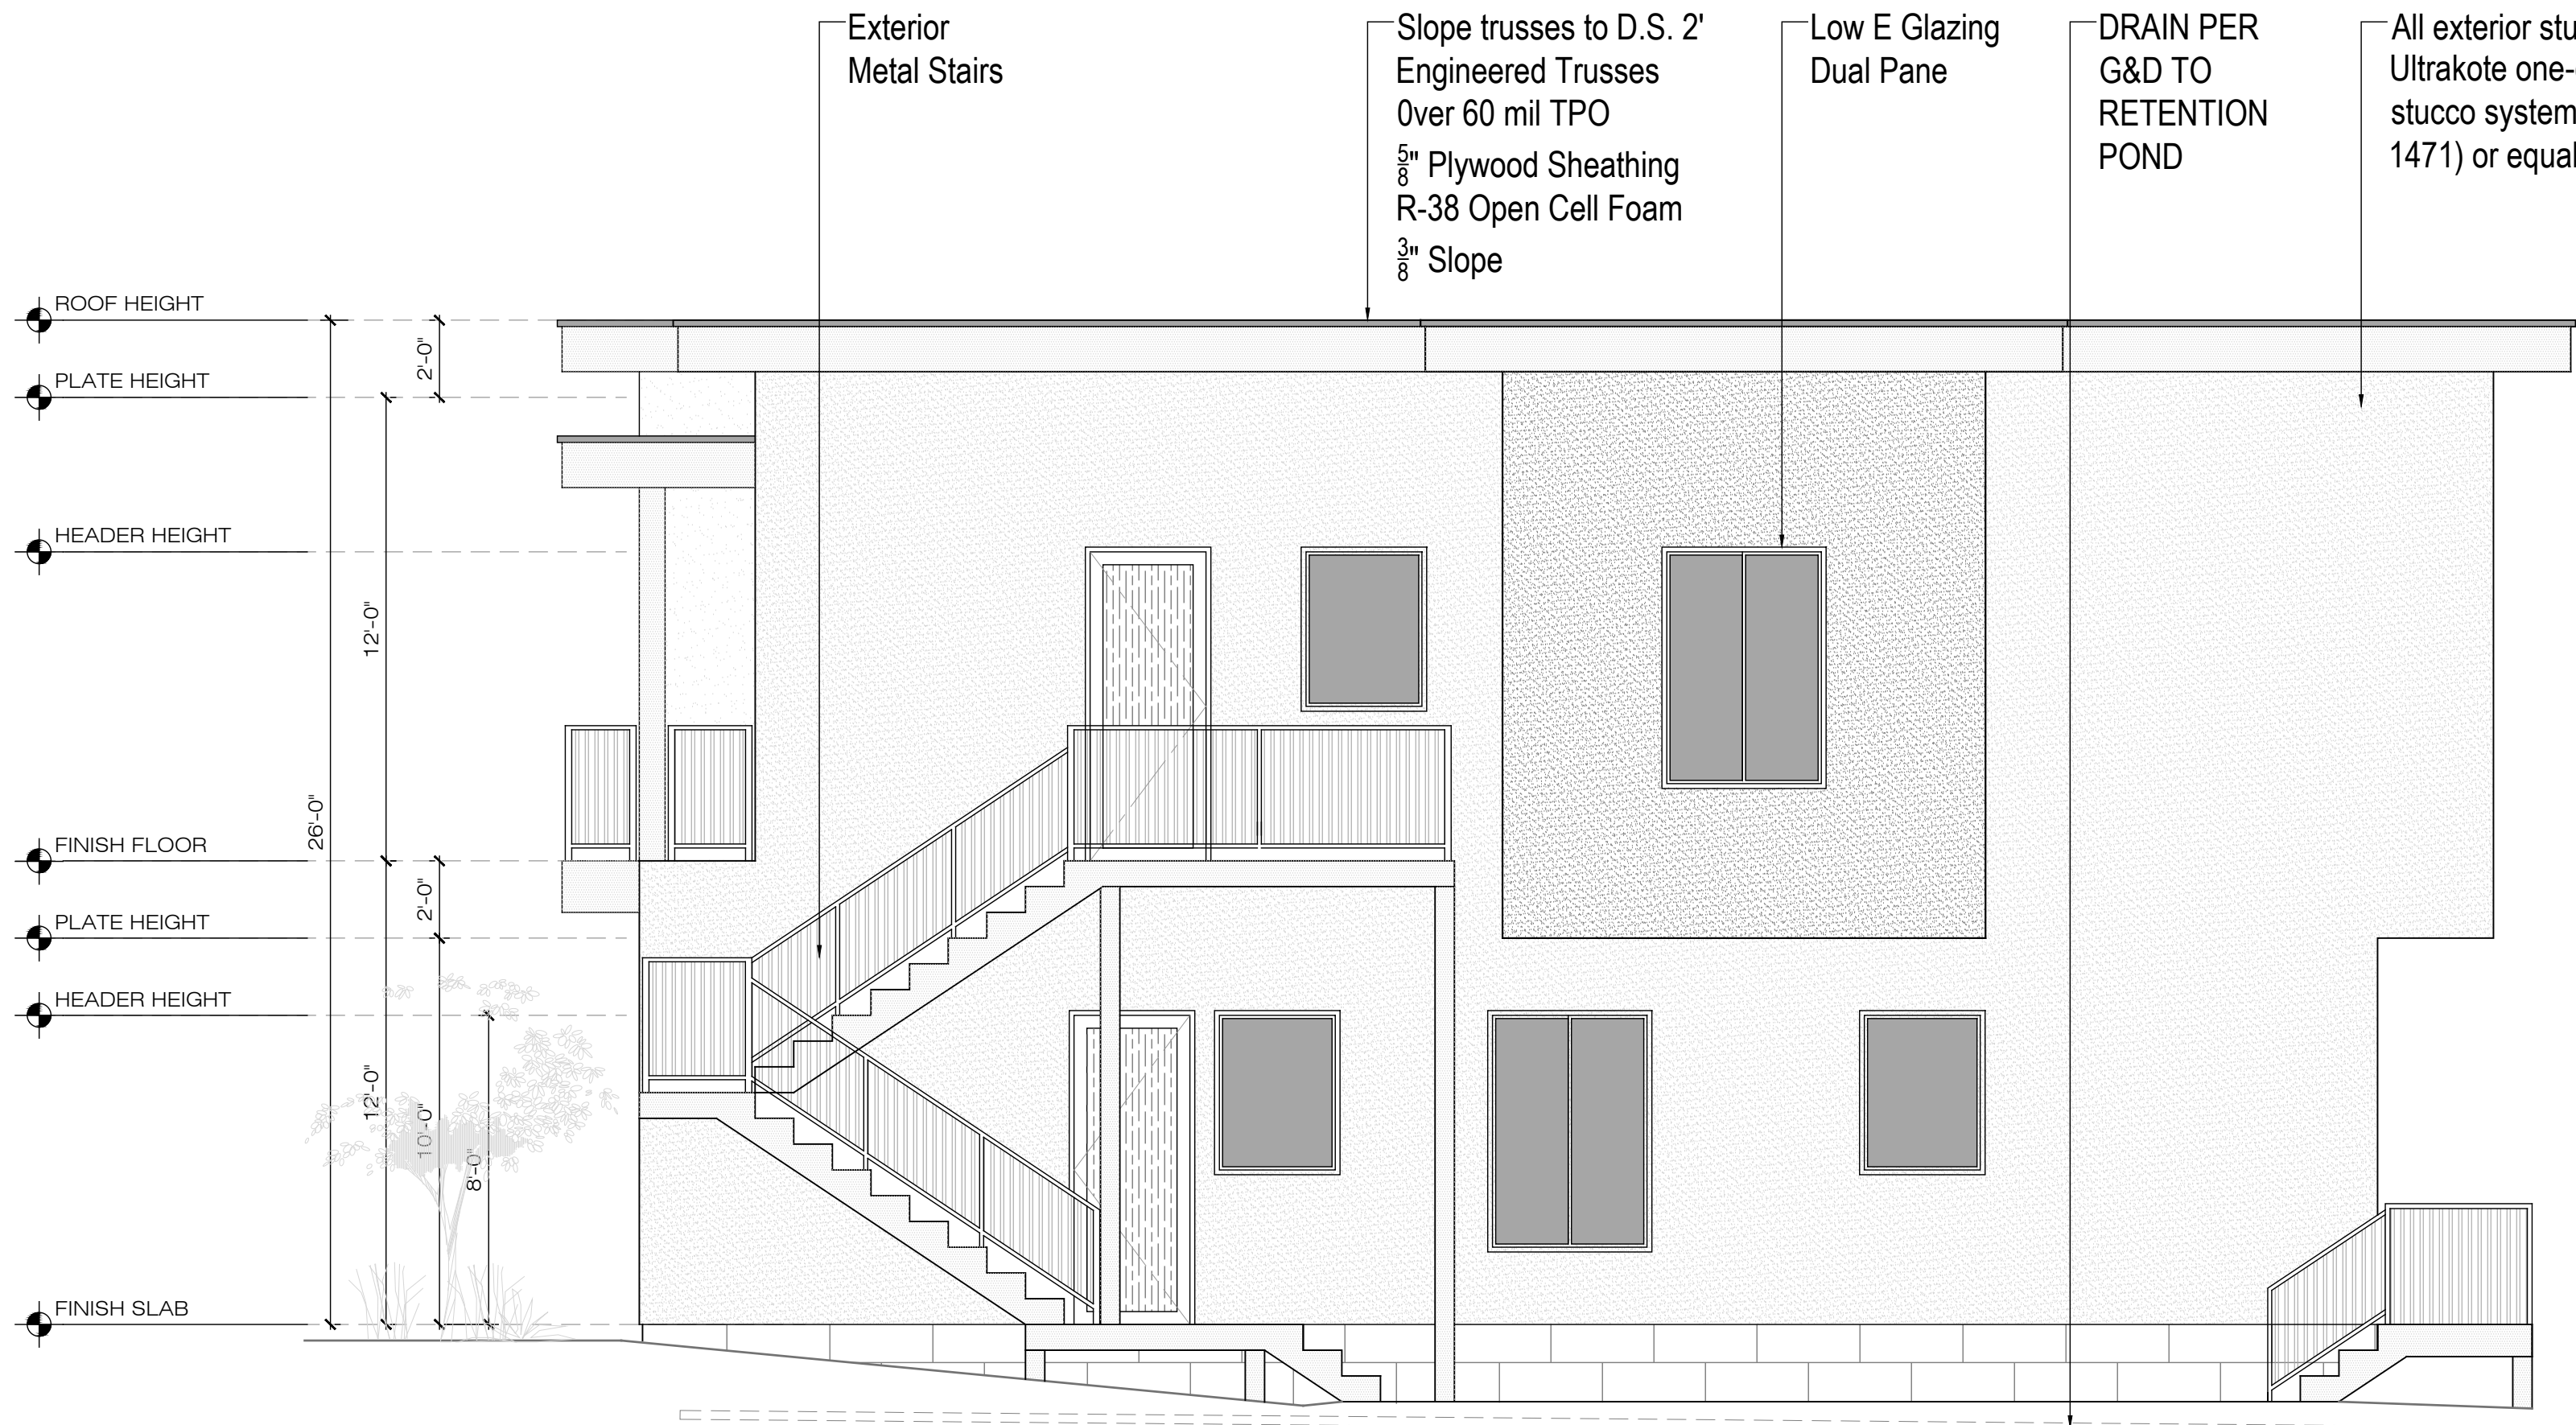 Exterior
Metal Stairs
Slope trusses to D.S. 2'
Engineered Trusses
0ver 60 mil TPO
5/8" Plywood Sheathing
R-38 Open Cell Foam
3/8" Slope
Low E Glazing
Dual Pane
DRAIN PER
G&D TO
RETENTION
POND
All exterior
Ultrakote
stucco system
1471) or equal
ROOF HEIGHT
2'-0"
PLATE HEIGHT
HEADER HEIGHT
12'-0"
26'-0"
FINISH FLOOR
2'-0"
PLATE HEIGHT
HEADER HEIGHT
12'-0"
10'-0"
8'-0"
FINISH SLAB